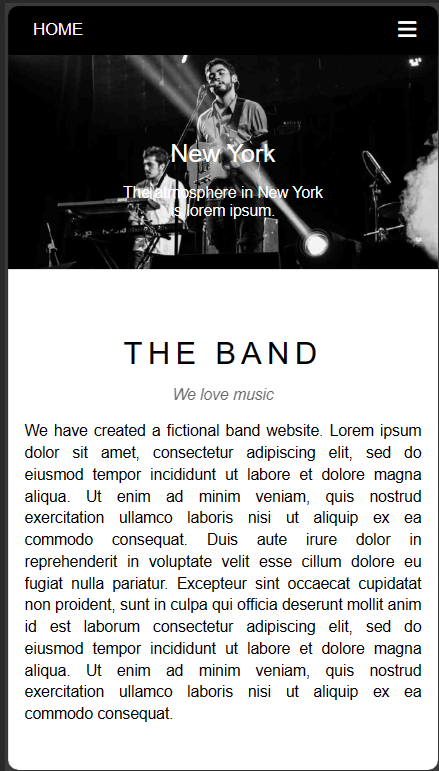 HOME
New York
The atmosphere in New York
is lorem ipsum.
THE BAND
We love music
We have created a fictional band website. Lorem ipsum
dolor sit amet, consectetur adipiscing elit, sed do
eiusmod tempor incididunt ut labore et dolore magna
aliqua. Ut enim ad minim veniam, quis nostrud
exercitation ullamco laboris nisi ut aliquip ex ea
commodo consequat. Duis aute irure dolor in
reprehenderit in voluptate velit esse cillum dolore eu
fugiat nulla pariatur. Excepteur sint occaecat cupidatat
non proident, sunt in culpa qui officia deserunt mollit anim
id est laborum consectetur adipiscing elit, sed do
eiusmod tempor incididunt ut labore et dolore magna
aliqua. Ut enim ad minim veniam, quis nostrud
exercitation ullamco laboris nisi ut aliquip ex ea
commodo consequat.